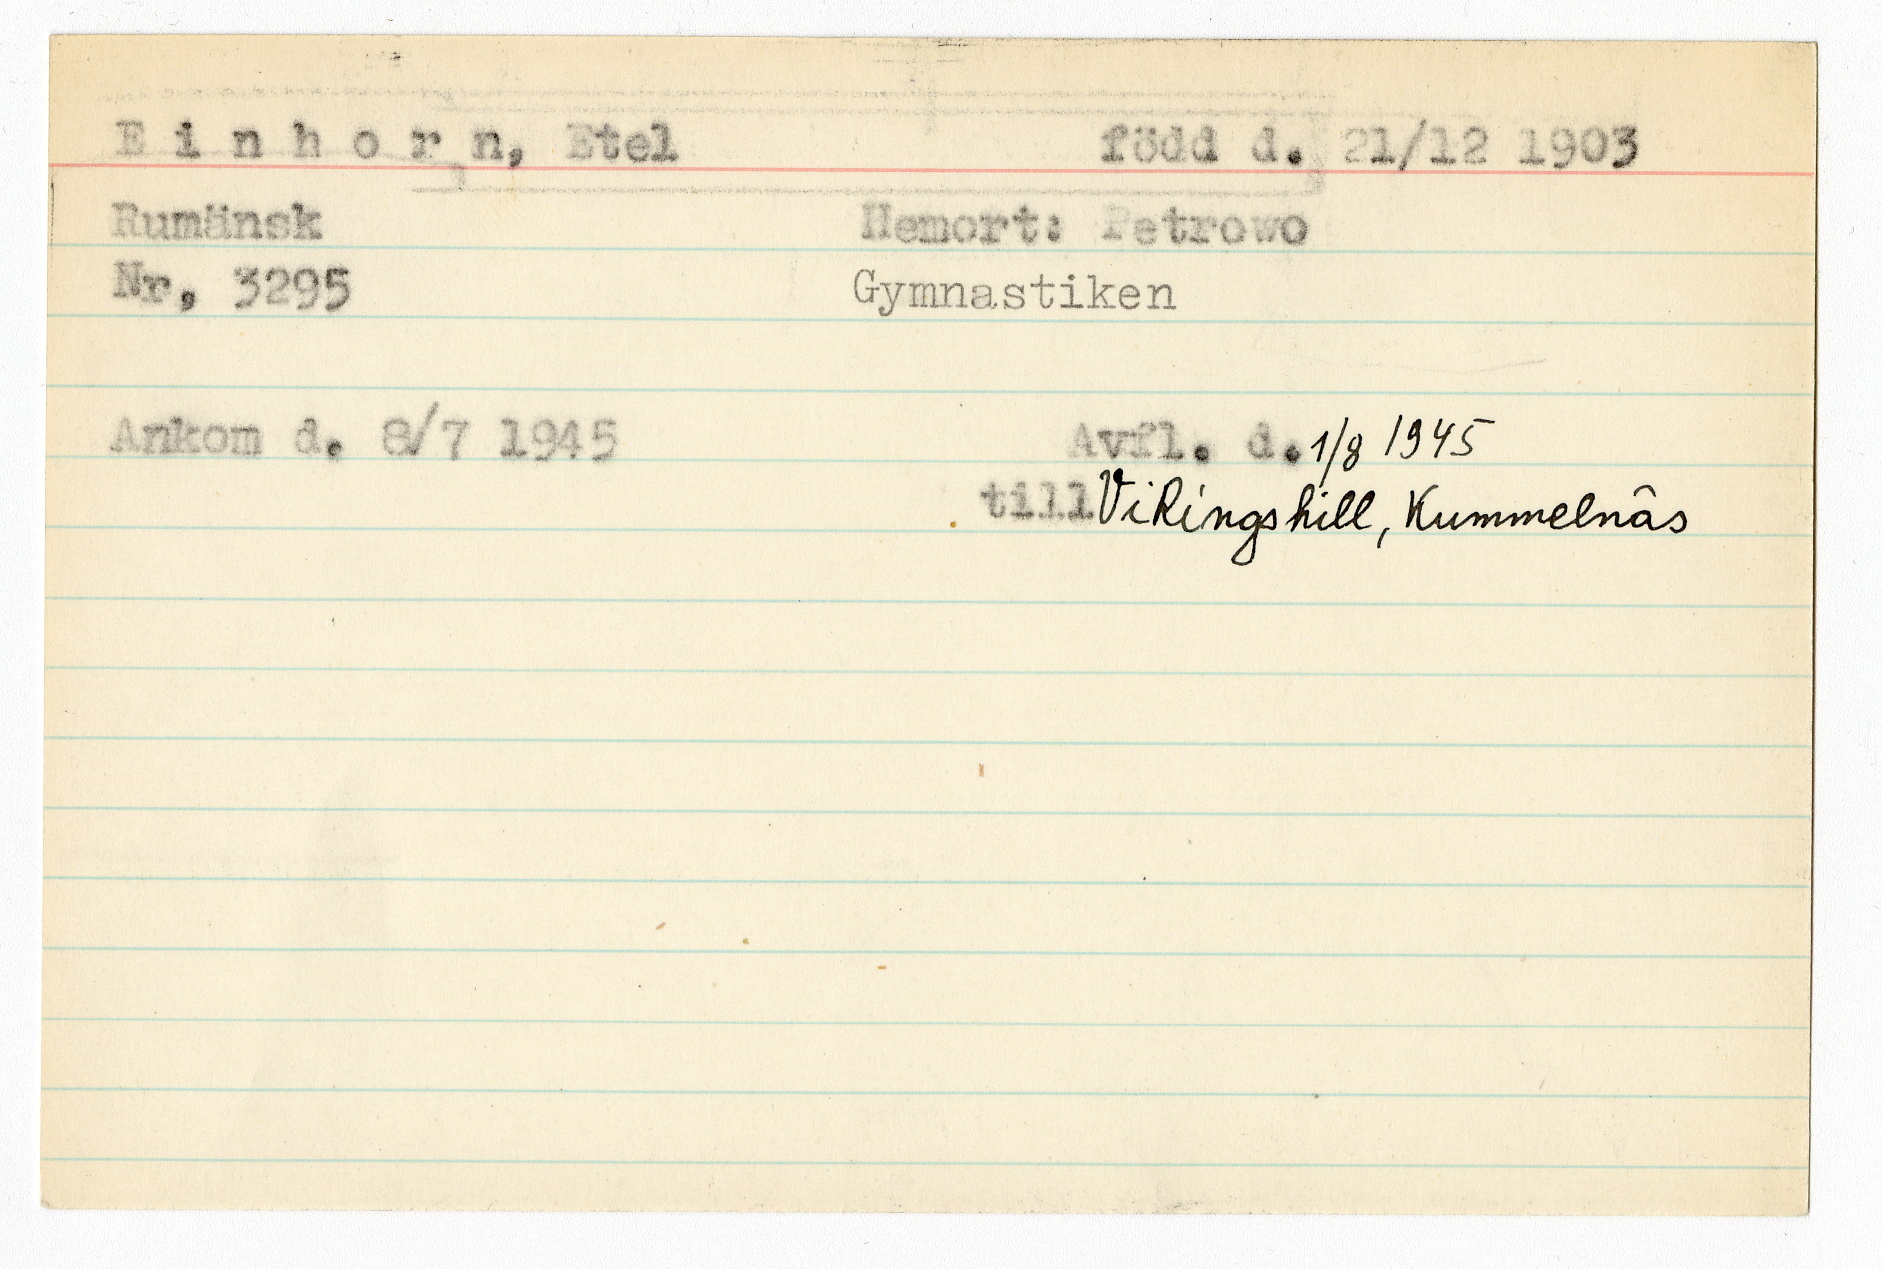 E i n h o r n, Etel född d. 21/12 1903
Rumänsk Hemort: Petrowo
Nr, 3295 Gymnastiken
Ankom d. 8/7 1945 Avfl. d. 1/8 1945
till Vikingshill, Kummelnäs